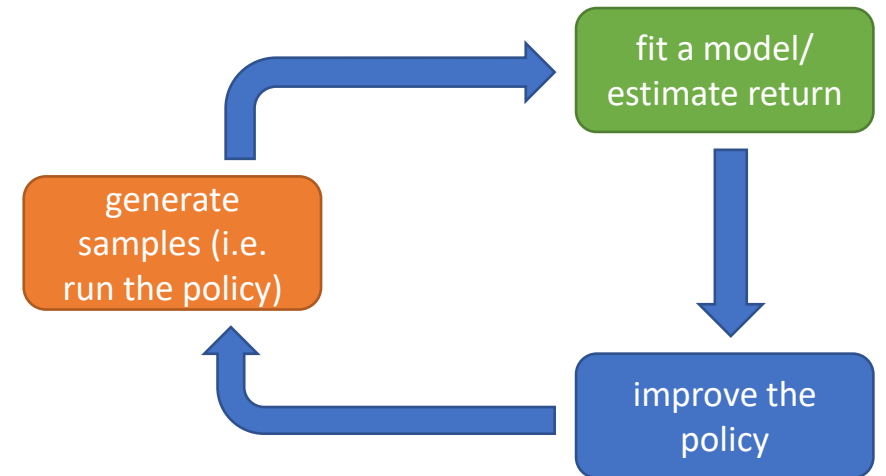 fit a model/
estimate return
generate
samples (i.e.
run the policy)
improve the
policy